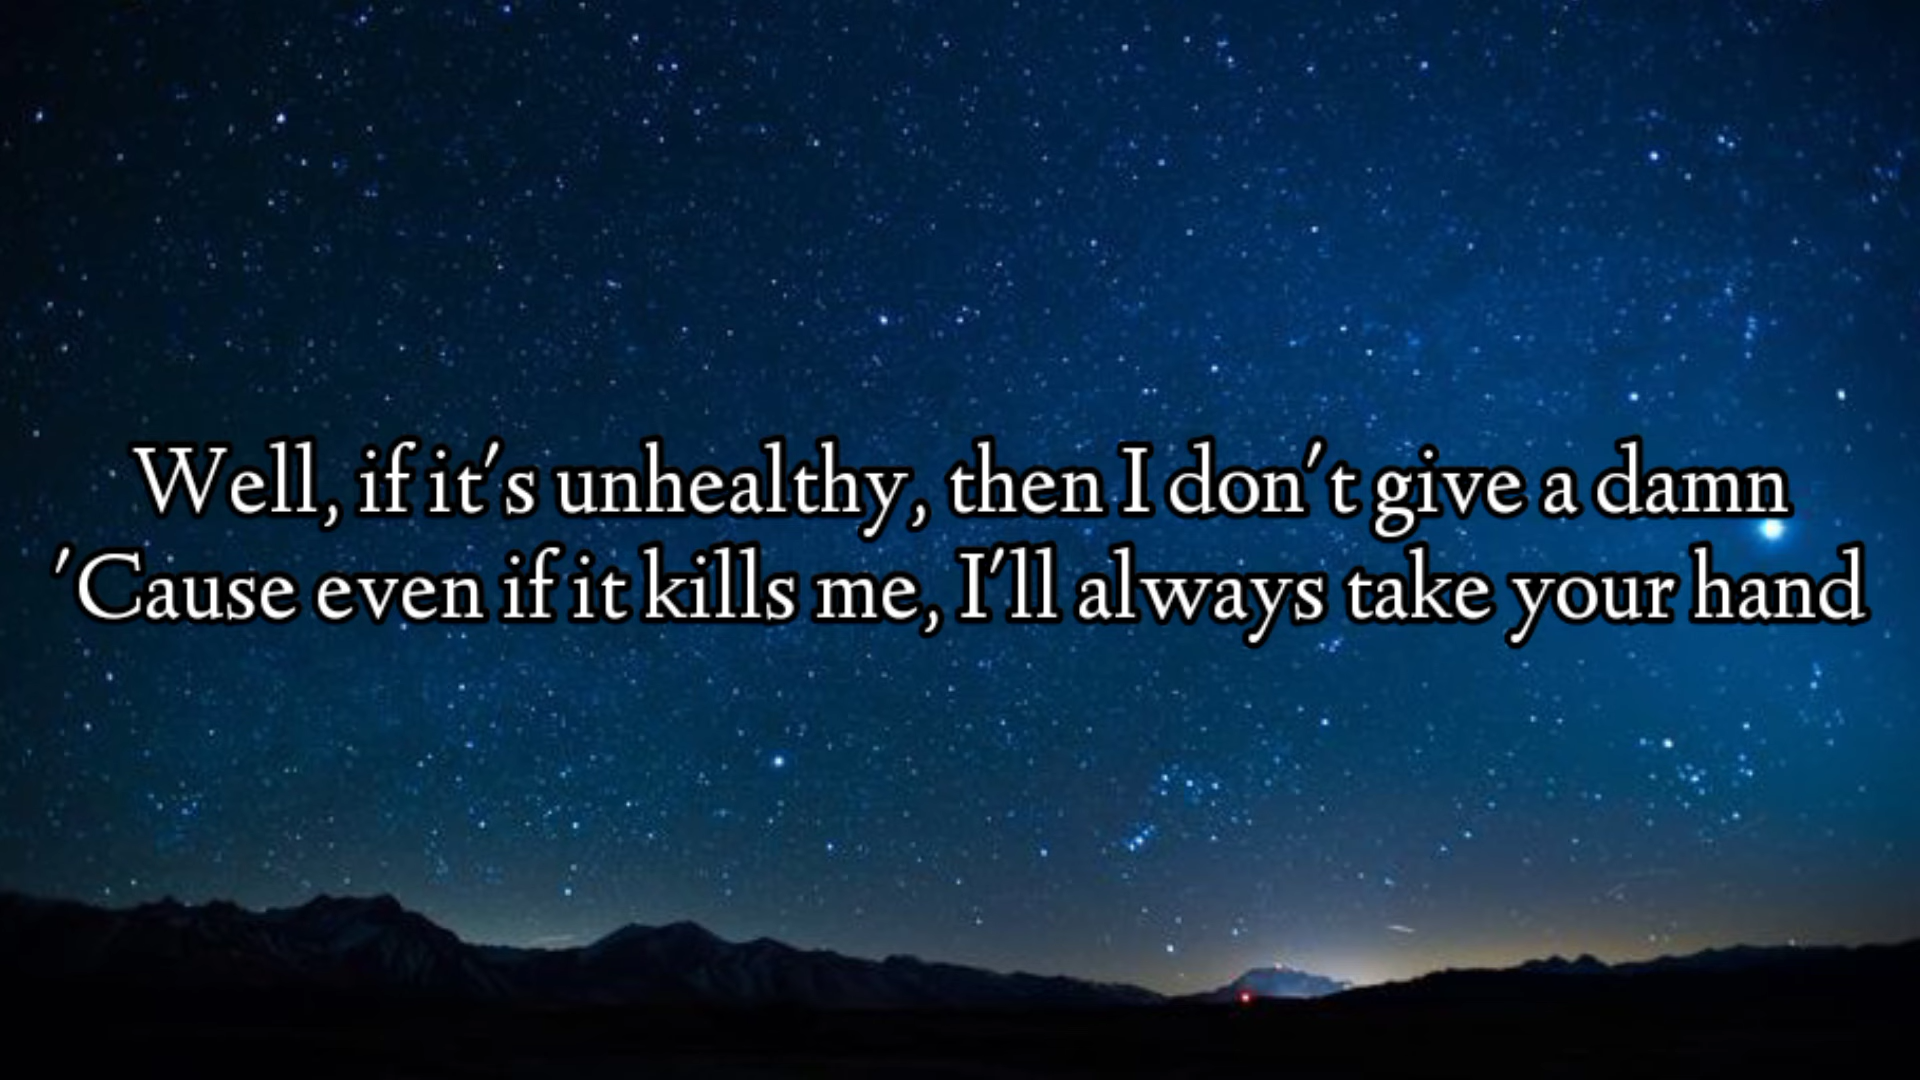 Well, if it's unhealthy, then I don't give a damn
'Cause even if it kills me, I'll always take your hand